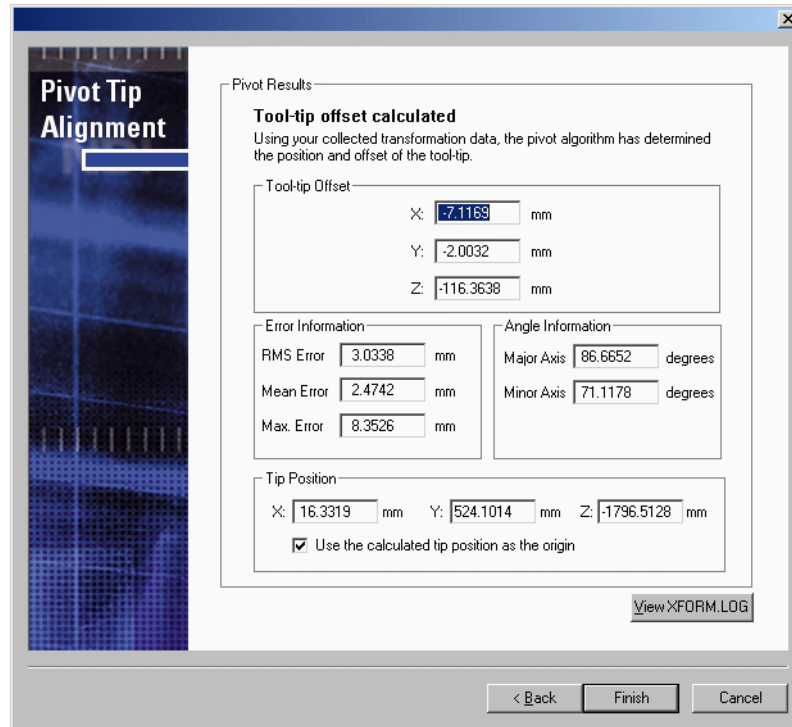 Pivot Tip
Alignment
Pivot Results
Tool-tip offset calculated
Using your collected transformation data, the pivot algorithm has determined
the position and offset of the tool-tip.
Tool-tip Offset
X: -7.1169 mm
Y: -2.0032 mm
Z: -116.3638 mm
Error Information
RMS Error 3.0338 mm
Mean Error 2.4742 mm
Max. Error 8.3526 mm
Angle Information
Major Axis 86.6652 degrees
Minor Axis 71.1178 degrees
Tip Position
X: 16.3319 mm Y: 524.1014 mm Z: -1796.5128 mm
Use the calculated tip position as the origin
View XFORM.LOG
< Back Finish Cancel